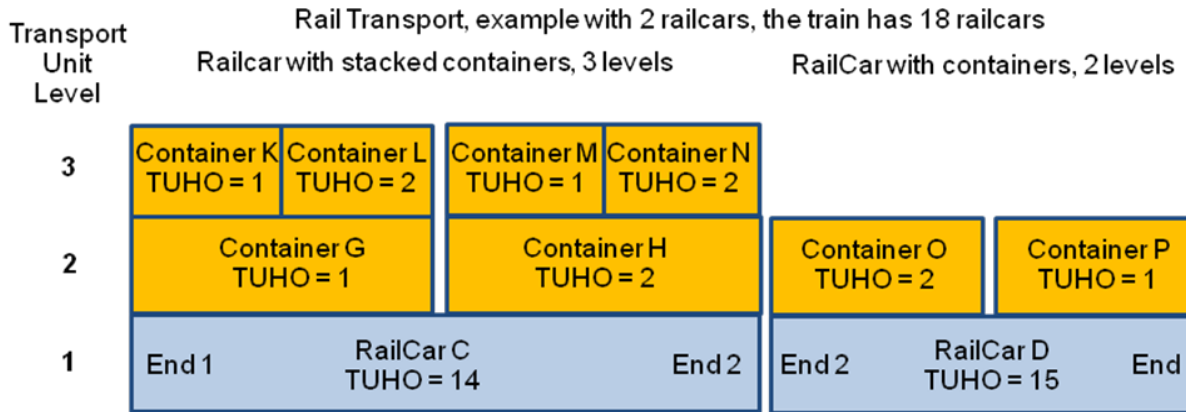 Rail Transport, example with 2 railcars, the train has 18 railcars
Transport
Unit
Level
Railcar with stacked containers, 3 levels
RailCar with containers, 2 levels
3
Container K
TUHO = 1
Container L
TUHO = 2
Container M
TUHO = 1
Container N
TUHO = 2
2
Container G
TUHO = 1
Container H
TUHO = 2
Container O
TUHO = 2
Container P
TUHO = 1
1
End 1
RailCar C
TUHO = 14
End 2
End 2
RailCar D
TUHO = 15
End